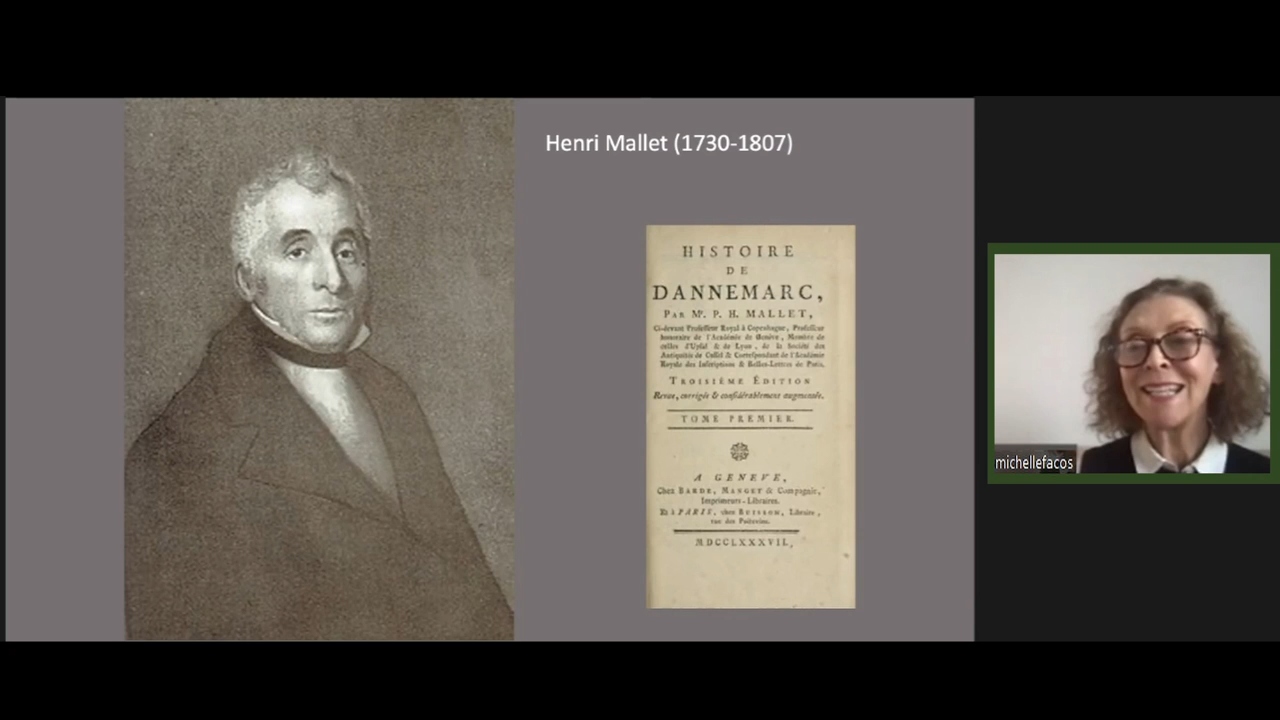 Henri Mallet (1730-1807)
HISTOIRE
DE
DANNEMARC,
PAR Mr. P. H. MALLET,
Ci-devant Professeur Royal à Copenhague, Professeur
honoraire de l'Académie de Genève, Membre de
celles d'Upsal & de Lyon, de la Société des
Antiquités de Cassel & Correspondant de l'Académie
Royale des Inscriptions & Belles-Lettres de Paris.
TROISIÈME ÉDITION
Revue, corrigée & considérablement augmentée.
TOME PREMIER.
A GENEVE,
Chez BARDE, MANGET & Compagnie,
Imprimeurs-Libraires.
Et à PARIS, chez BUISSON, Libraire,
rue des Poitevins.
MDCCLXXXVII.
michellefacos